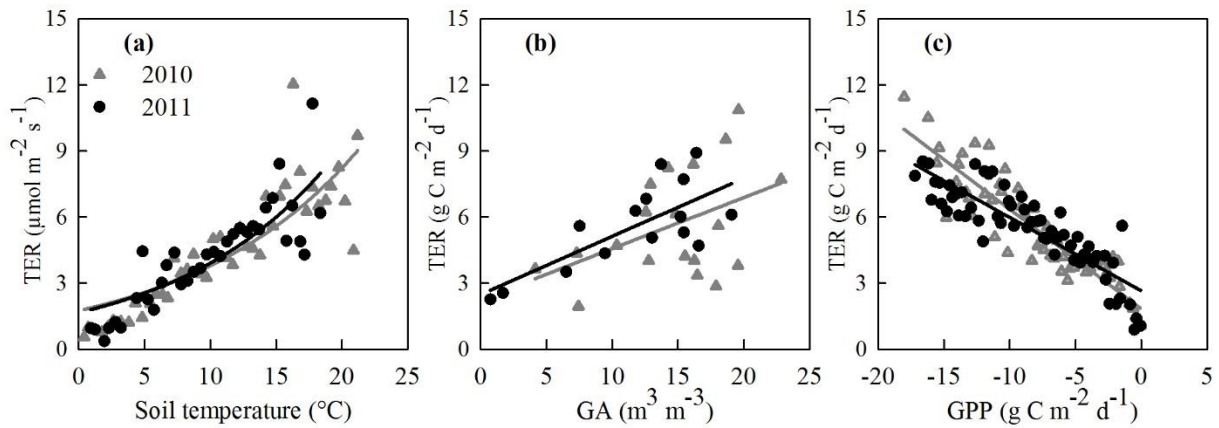 (a)
2010
2011
15
12
9
6
3
0
TER (µmol m⁻² s⁻¹)
0 5 10 15 20 25
Soil temperature (°C)
(b)
15
12
9
6
3
0
TER (g C m⁻² d⁻¹)
0 5 10 15 20 25
GA (m³ m⁻³)
(c)
15
12
9
6
3
0
TER (g C m⁻² d⁻¹)
-20 -15 -10 -5 0 5
GPP (g C m⁻² d⁻¹)